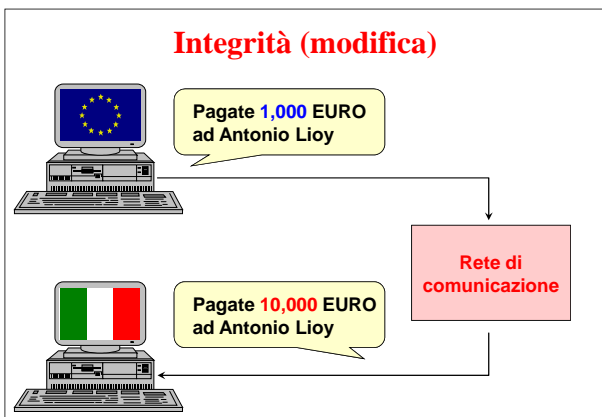 Integrità (modifica)
Pagate 1,000 EURO
ad Antonio Lioy
Rete di
comunicazione
Pagate 10,000 EURO
ad Antonio Lioy